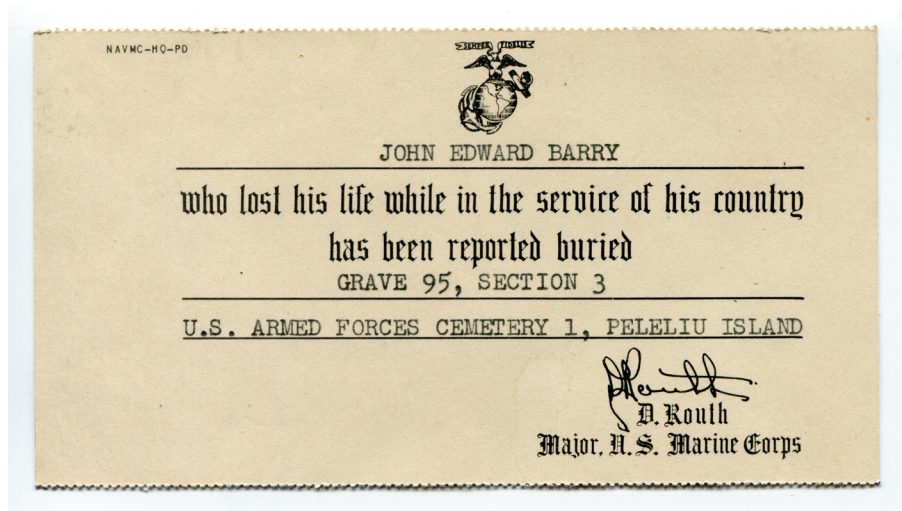 NAVMC-HQ-PD
SEMPER FIDELIS
JOHN EDWARD BARRY
who lost his life while in the service of his country
has been reported buried
GRAVE 95, SECTION 3
U.S. ARMED FORCES CEMETERY 1, PELELIU ISLAND
D Routh
D. Routh
Major, U. S. Marine Corps